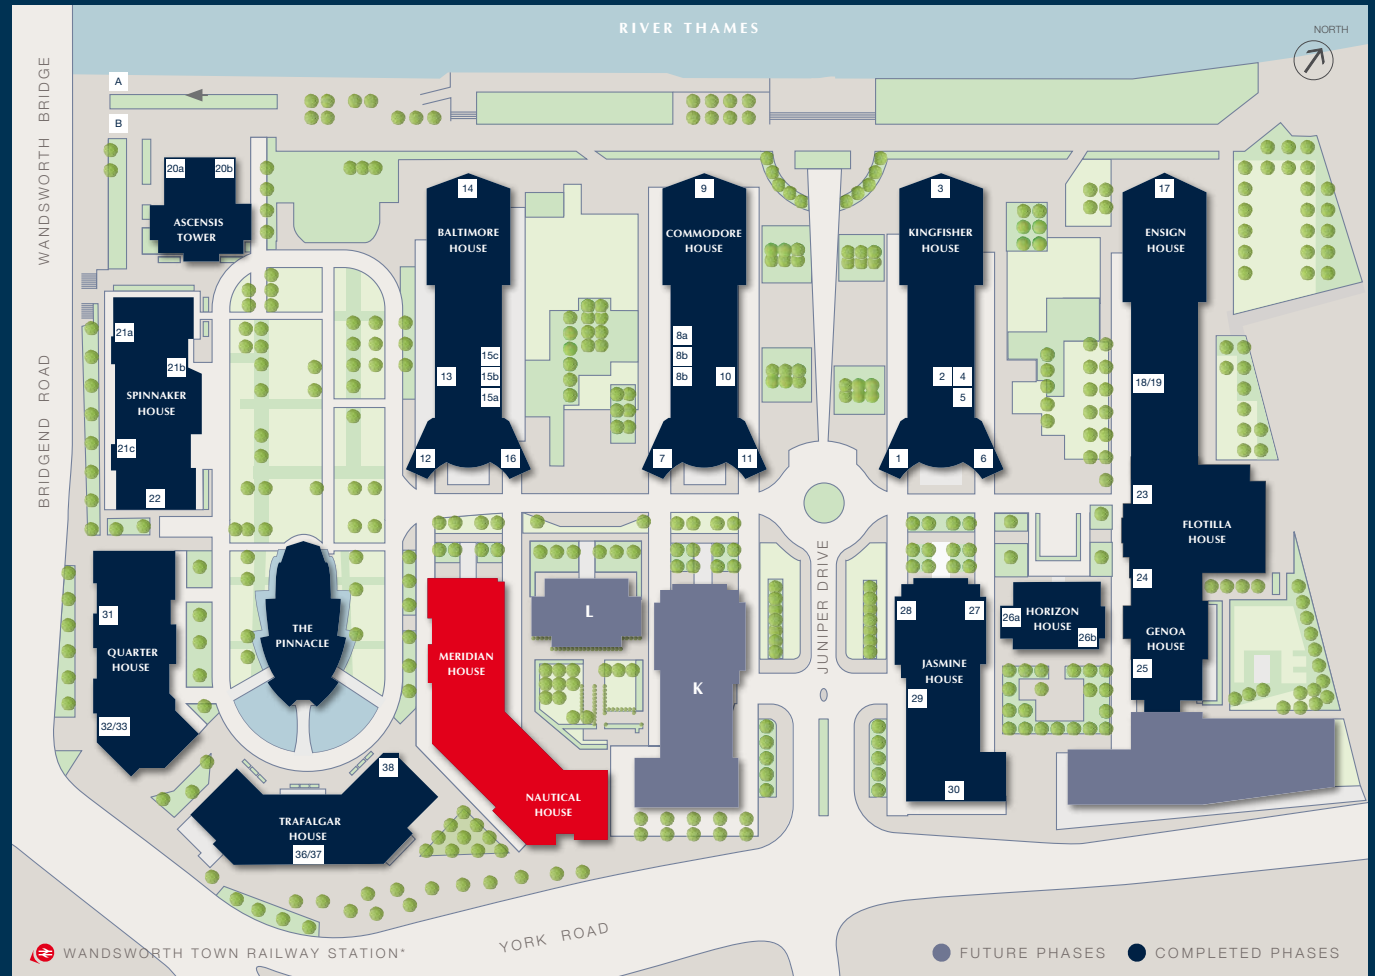 RIVER THAMES
NORTH
WANDSWORTH BRIDGE
A
B
20a
20b
ASCENSIS
TOWER
14
BALTIMORE
HOUSE
9
COMMODORE
HOUSE
3
KINGFISHER
HOUSE
17
ENSIGN
HOUSE
21a
21b
SPINNAKER
HOUSE
21c
22
13
15c
15b
15a
12
16
8a
8b
8b
10
7
11
2
4
5
1
6
18/19
BRIDGEND ROAD
23
FLOTILLA
HOUSE
24
GENOA
HOUSE
25
31
QUARTER
HOUSE
32/33
THE
PINNACLE
MERIDIAN
HOUSE
L
K
JUNIPER DRIVE
28
27
JASMINE
HOUSE
29
30
26a
HORIZON
HOUSE
26b
38
TRAFALGAR
HOUSE
36/37
NAUTICAL
HOUSE
YORK ROAD
WANDSWORTH TOWN RAILWAY STATION*
FUTURE PHASES
COMPLETED PHASES